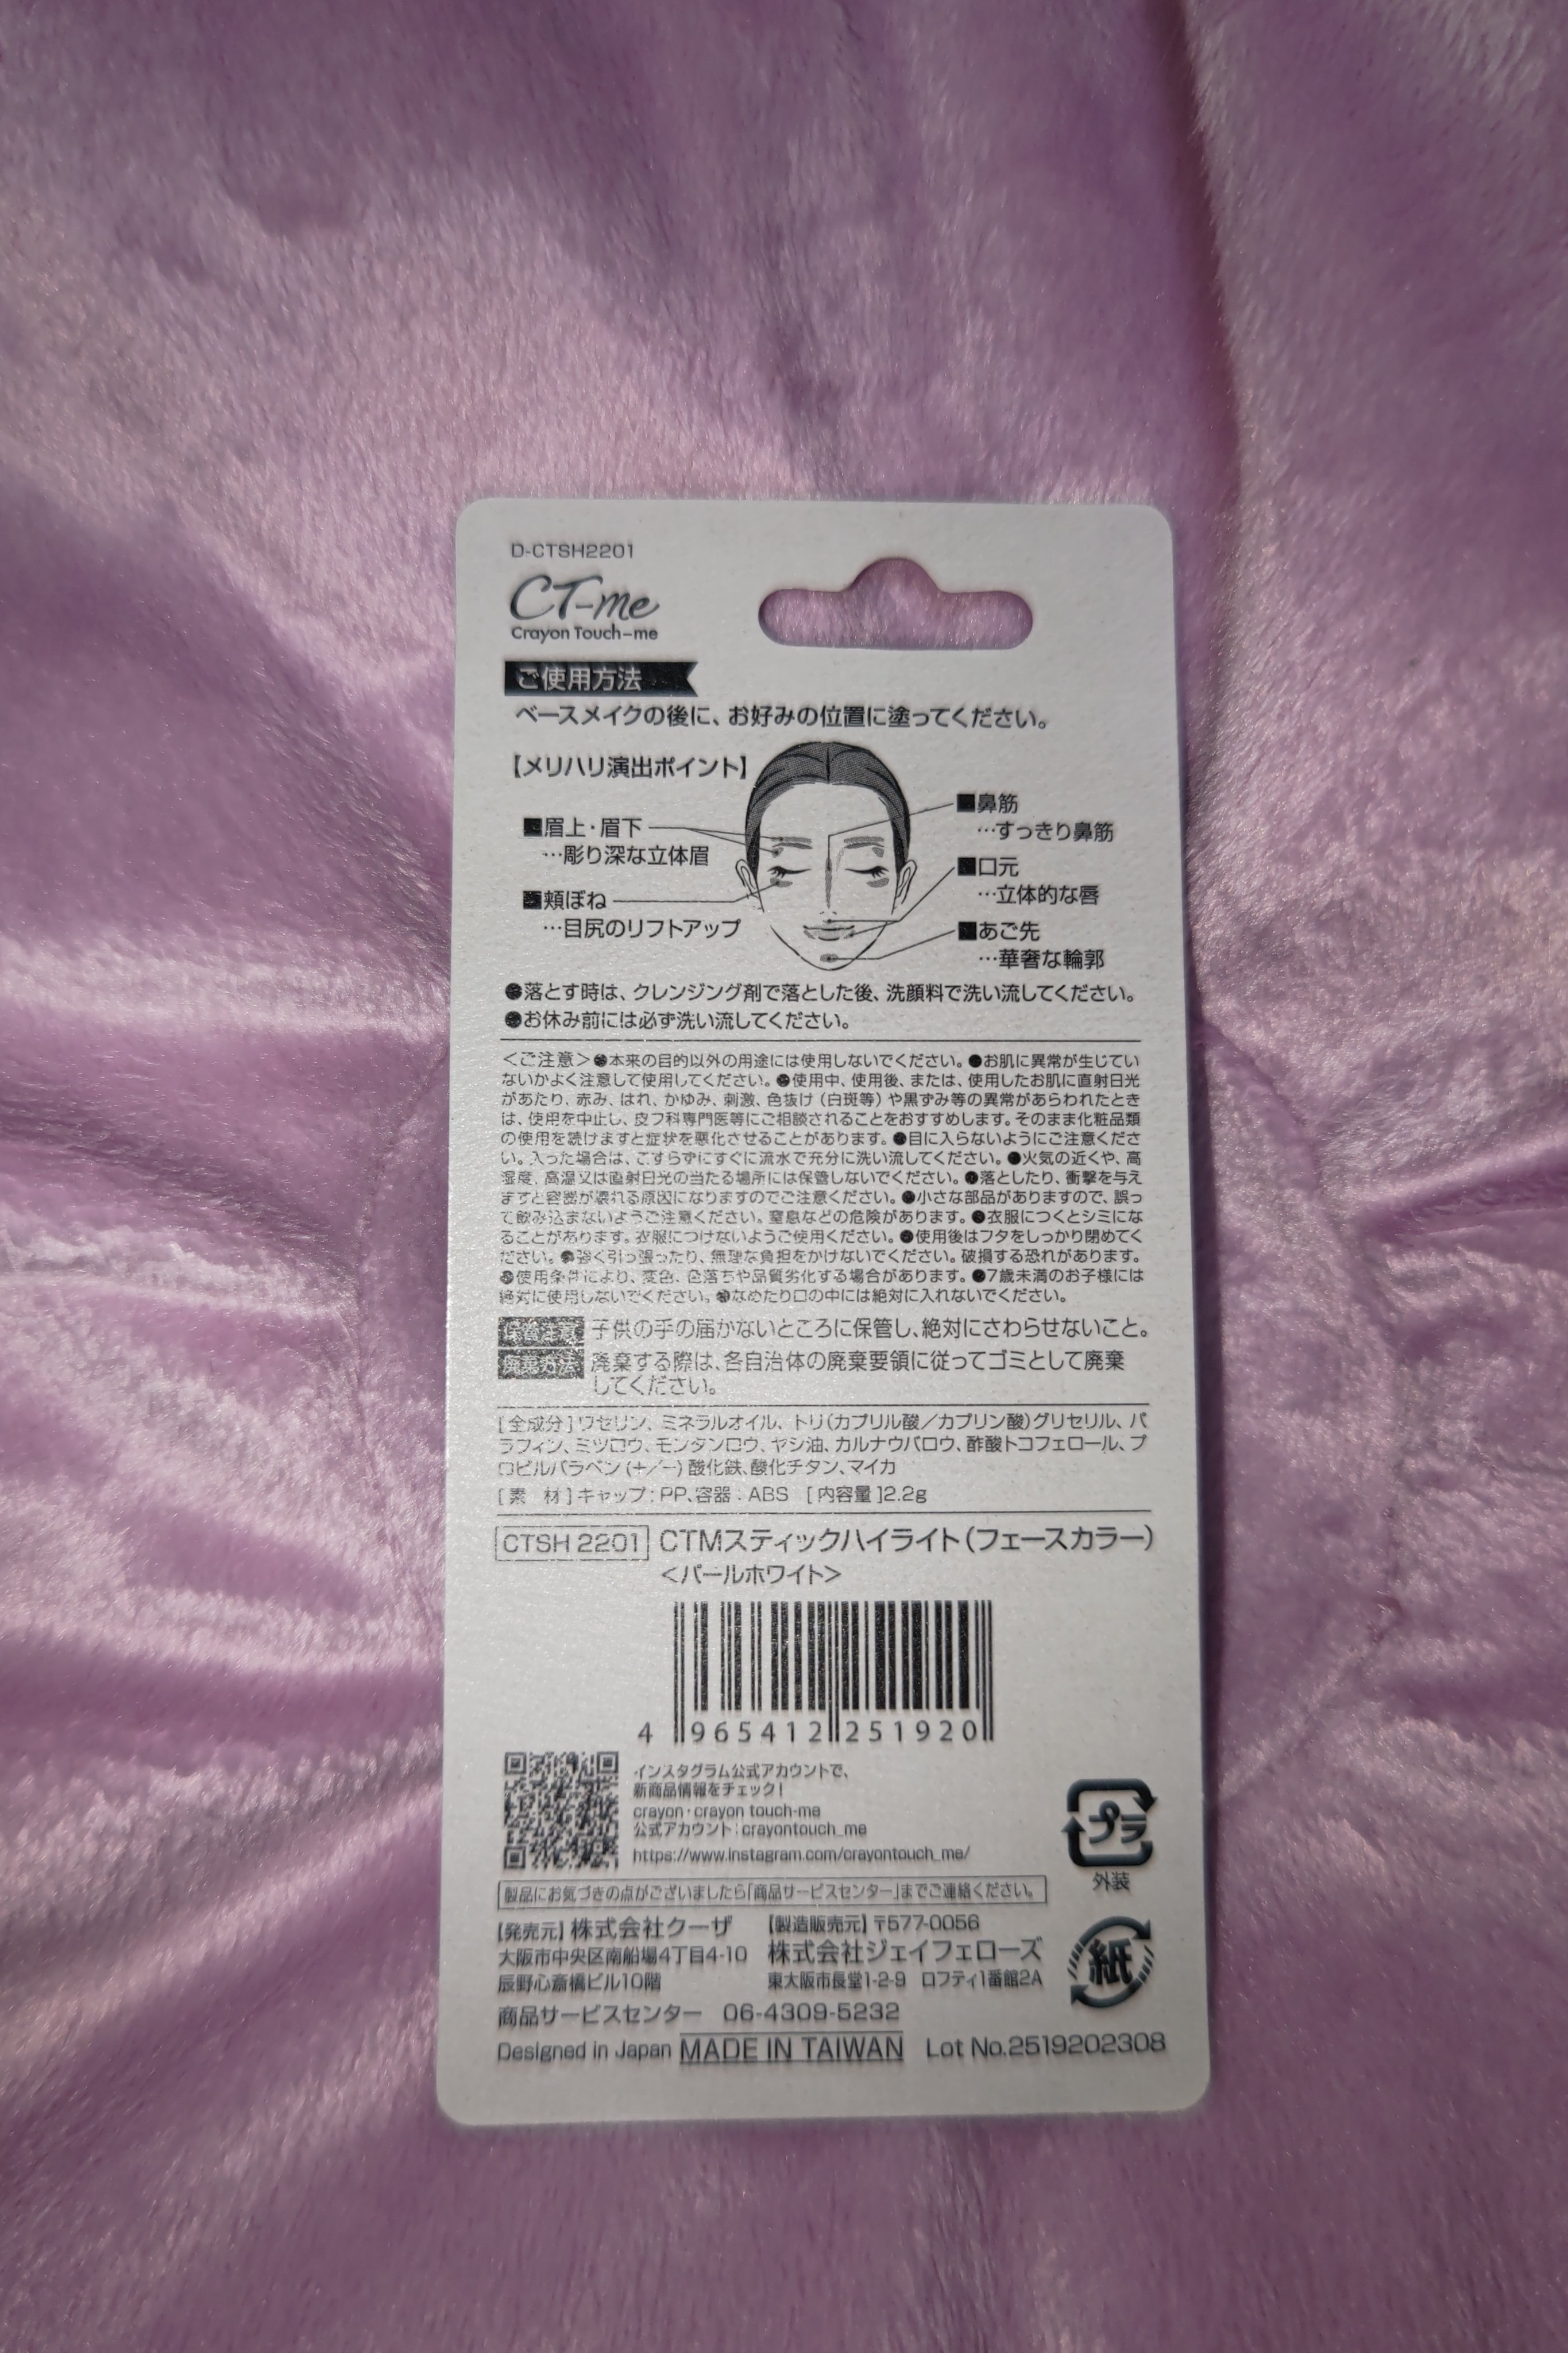 D-CTSH2201
CT-me
Crayon Touch-me
ご使用方法
ベースメイクの後に、お好みの位置に塗ってください。
【メリハリ演出ポイント】
■眉上・眉下
…彫り深な立体眉
■頬ぼね
…目尻のリフトアップ
■鼻筋
…すっきり鼻筋
■口元
…立体的な唇
■あご先
…華奢な輪郭
●落とす時は、クレンジング剤で落とした後、洗顔料で洗い流してください。
●お休み前には必ず洗い流してください。
＜ご注意＞●本来の目的以外の用途には使用しないでください。●お肌に異常が生じてい
ないかよく注意して使用してください。●使用中、使用後、または、使用したお肌に直射日光
があたり、赤み、はれ、かゆみ、刺激、色抜け（白斑等）や黒ずみ等の異常があらわれたとき
は、使用を中止し、皮フ科専門医等にご相談されることをおすすめします。そのまま化粧品類
の使用を続けますと症状を悪化させることがあります。●目に入らないようにご注意くださ
い。入った場合は、こすらずにすぐに流水で充分に洗い流してください。●火気の近くや、高
湿度、高温又は直射日光の当たる場所には保管しないでください。●落としたり、衝撃を与え
ますと容器が壊れる原因になりますのでご注意ください。●小さな部品がありますので、誤っ
て飲み込まないようご注意ください。窒息などの危険があります。●衣服につくとシミにな
ることがあります。衣服につけないようご使用ください。●使用後はフタをしっかり閉めてく
ださい。●強く引っ張ったり、無理な負担をかけないでください。破損する恐れがあります。
●使用条件により、変色、色落ちや品質劣化する場合があります。●7歳未満のお子様には
絶対に使用しないでください。●なめたり口の中には絶対に入れないでください。
保管注意 子供の手の届かないところに保管し、絶対にさわらせないこと。
廃棄方法 廃棄する際は、各自治体の廃棄要領に従ってゴミとして廃棄
してください。
［全成分］ワセリン、ミネラルオイル、トリ（カプリル酸／カプリン酸）グリセリル、パ
ラフィン、ミツロウ、モンタンロウ、ヤシ油、カルナウバロウ、酢酸トコフェロール、プ
ロピルパラベン（+／−）酸化鉄、酸化チタン、マイカ
［素　材］キャップ：PP、容器：ABS ［内容量］2.2g
CTSH 2201 CTMスティックハイライト（フェースカラー）
＜パールホワイト＞
4 965412 251920
インスタグラム公式アカウントで、
新商品情報をチェック！
crayon・crayon touch-me
公式アカウント：crayontouch_me
https://www.instagram.com/crayontouch_me/
プラ
外装
製品にお気づきの点がございましたら「商品サービスセンター」までご連絡ください。
【発売元】株式会社クーザ
大阪市中央区南船場4丁目4-10
辰野心斎橋ビル10階
【製造販売元】〒577-0056
株式会社ジェイフェローズ
東大阪市長堂1-2-9 ロフティ1番館2A
紙
商品サービスセンター 06-4309-5232
Designed in Japan MADE IN TAIWAN Lot No.2519202308